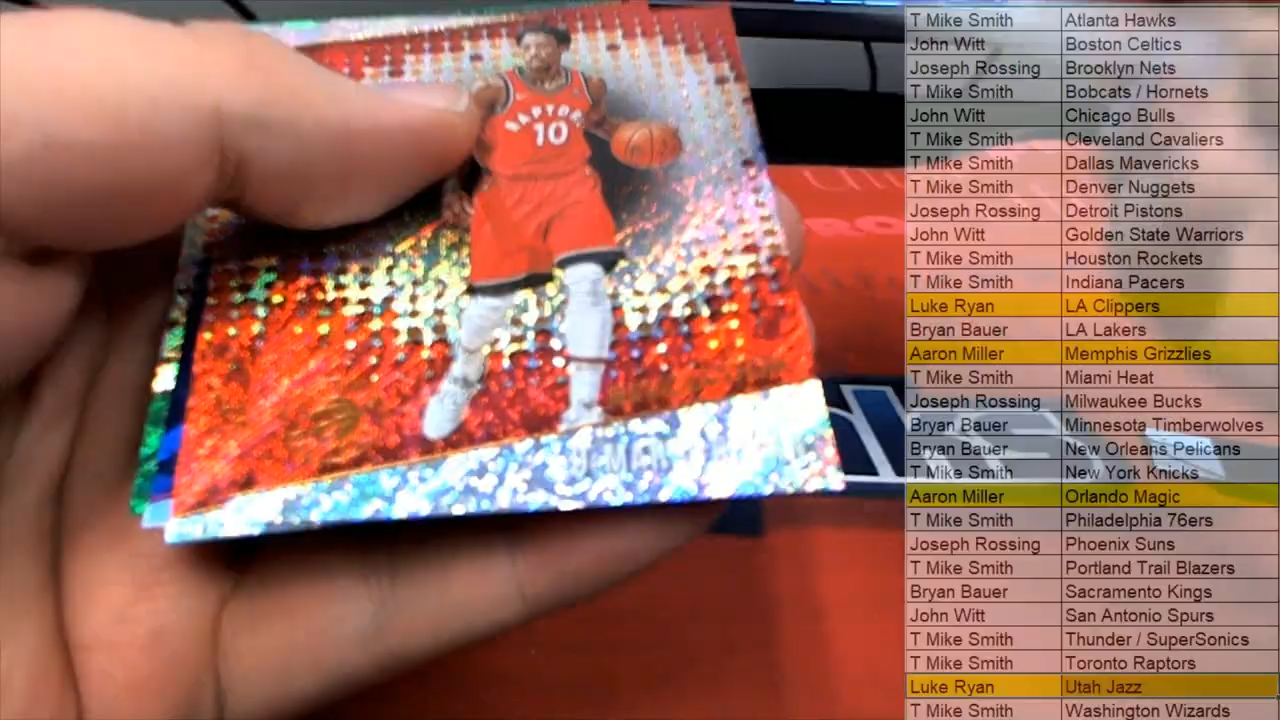 RAPTORS
10
T Mike Smith Atlanta Hawks
John Witt Boston Celtics
Joseph Rossing Brooklyn Nets
T Mike Smith Bobcats / Hornets
John Witt Chicago Bulls
T Mike Smith Cleveland Cavaliers
T Mike Smith Dallas Mavericks
T Mike Smith Denver Nuggets
Joseph Rossing Detroit Pistons
John Witt Golden State Warriors
T Mike Smith Houston Rockets
T Mike Smith Indiana Pacers
Luke Ryan LA Clippers
Bryan Bauer LA Lakers
Aaron Miller Memphis Grizzlies
T Mike Smith Miami Heat
Joseph Rossing Milwaukee Bucks
Bryan Bauer Minnesota Timberwolves
Bryan Bauer New Orleans Pelicans
T Mike Smith New York Knicks
Aaron Miller Orlando Magic
T Mike Smith Philadelphia 76ers
Joseph Rossing Phoenix Suns
T Mike Smith Portland Trail Blazers
Bryan Bauer Sacramento Kings
John Witt San Antonio Spurs
T Mike Smith Thunder / SuperSonics
T Mike Smith Toronto Raptors
Luke Ryan Utah Jazz
T Mike Smith Washington Wizards